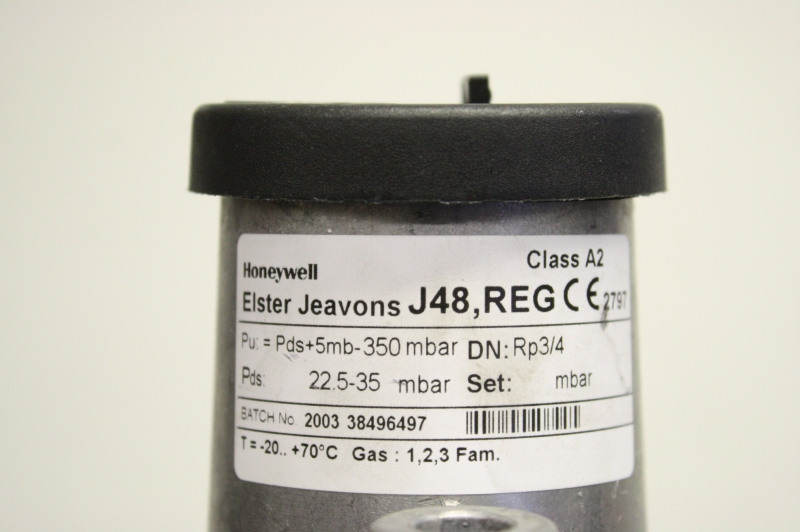 Honeywell
Class A2
Elster Jeavons J48,REG CE 2797
Pu: = Pds+5mb-350 mbar DN: Rp3/4
Pds: 22.5-35 mbar Set: mbar
BATCH No. 2003 38496497
T = -20.. +70°C Gas : 1,2,3 Fam.